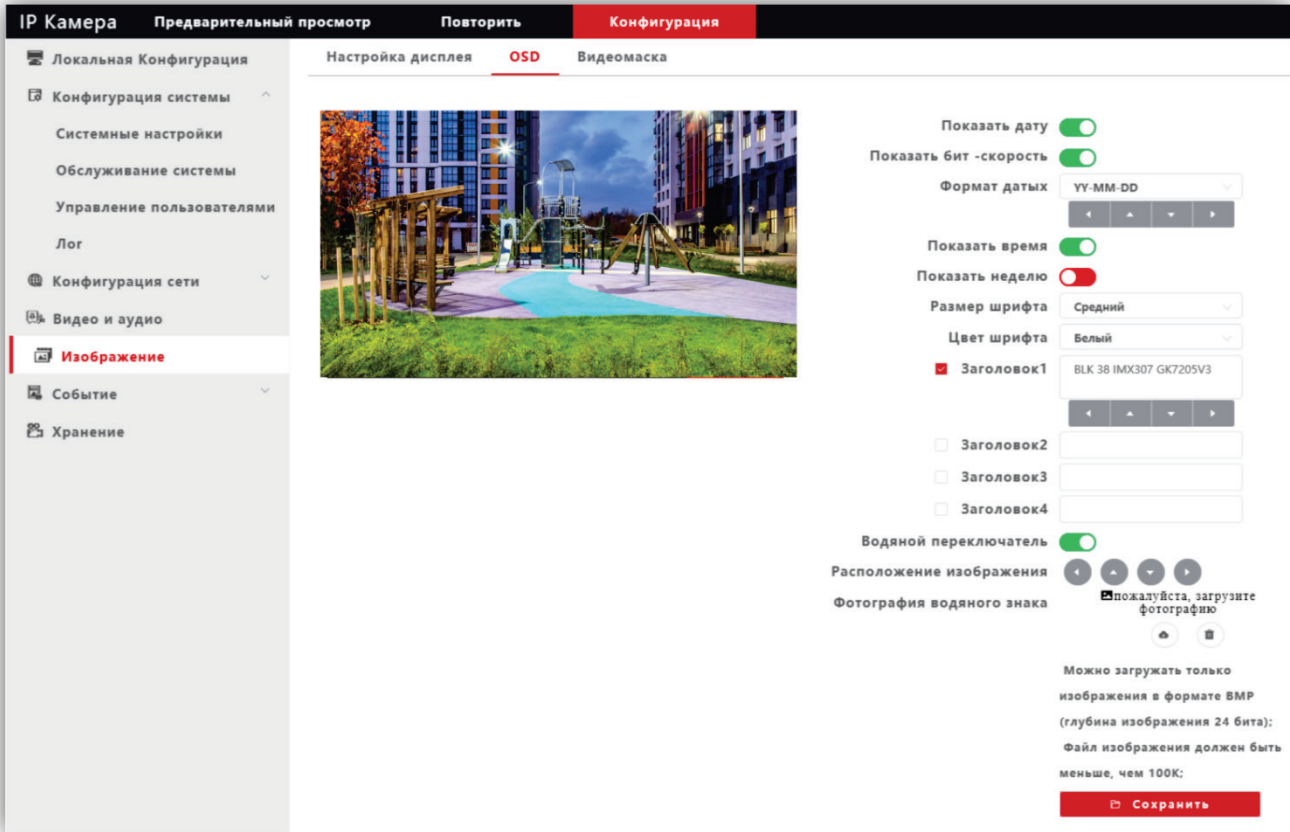 IP Камера Предварительный просмотр Повторить Конфигурация
Локальная Конфигурация
Конфигурация системы
Системные настройки
Обслуживание системы
Управление пользователями
Лог
Конфигурация сети
Видео и аудио
Изображение
Событие
Хранение
Настройка дисплея OSD Видеомаска
Показать дату
Показать бит -скорость
Формат датых YY-MM-DD
Показать время
Показать неделю
Размер шрифта Средний
Цвет шрифта Белый
Заголовок1 BLK 38 IMX307 GK7205V3
Заголовок2
Заголовок3
Заголовок4
Водяной переключатель
Расположение изображения
Фотография водяного знака пожалуйста, загрузите
фотографию
Можно загружать только
изображения в формате BMP
(глубина изображения 24 бита);
Файл изображения должен быть
меньше, чем 100K;
Сохранить